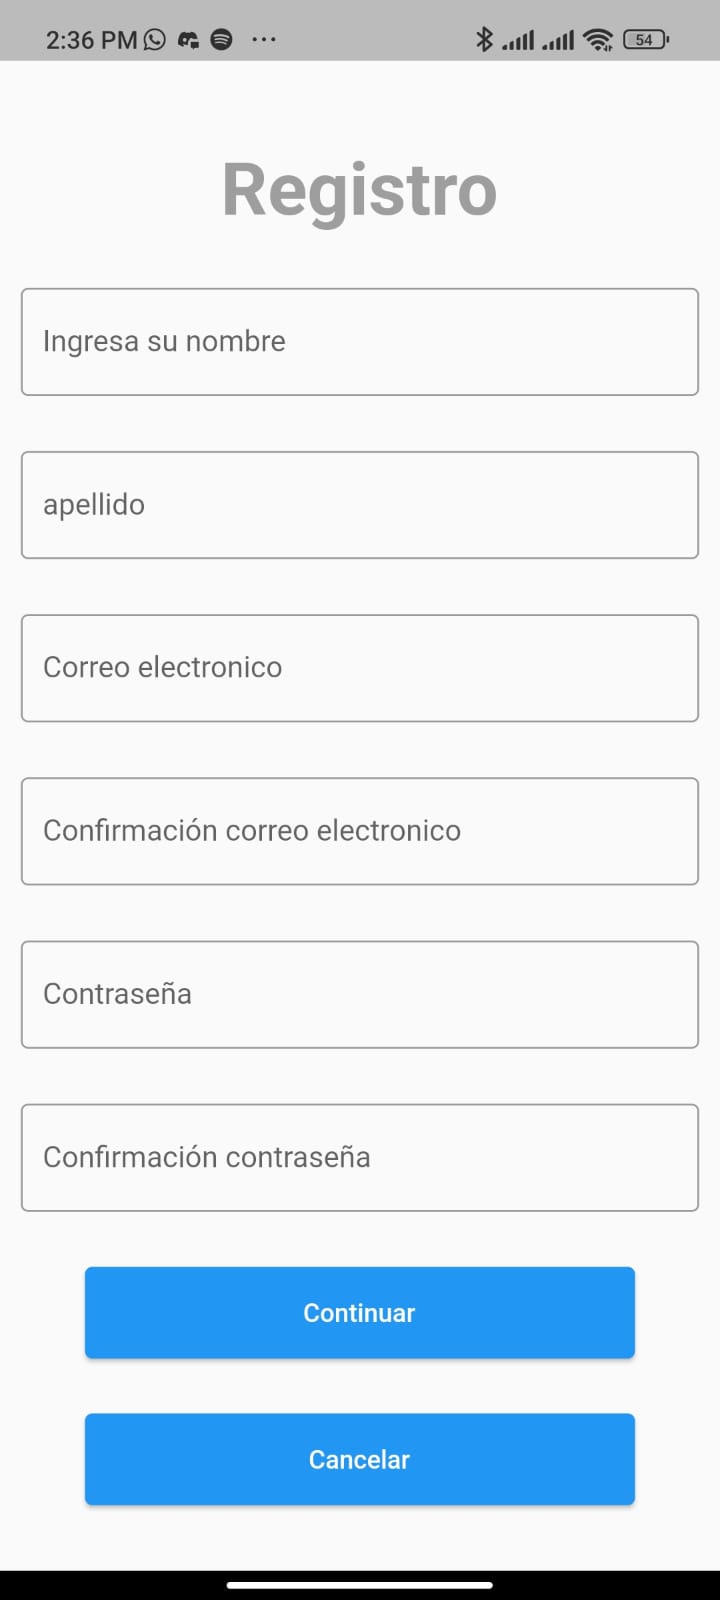 2:36 PM ... 54
Registro
Ingresa su nombre
apellido
Correo electronico
Confirmación correo electronico
Contraseña
Confirmación contraseña
Continuar
Cancelar